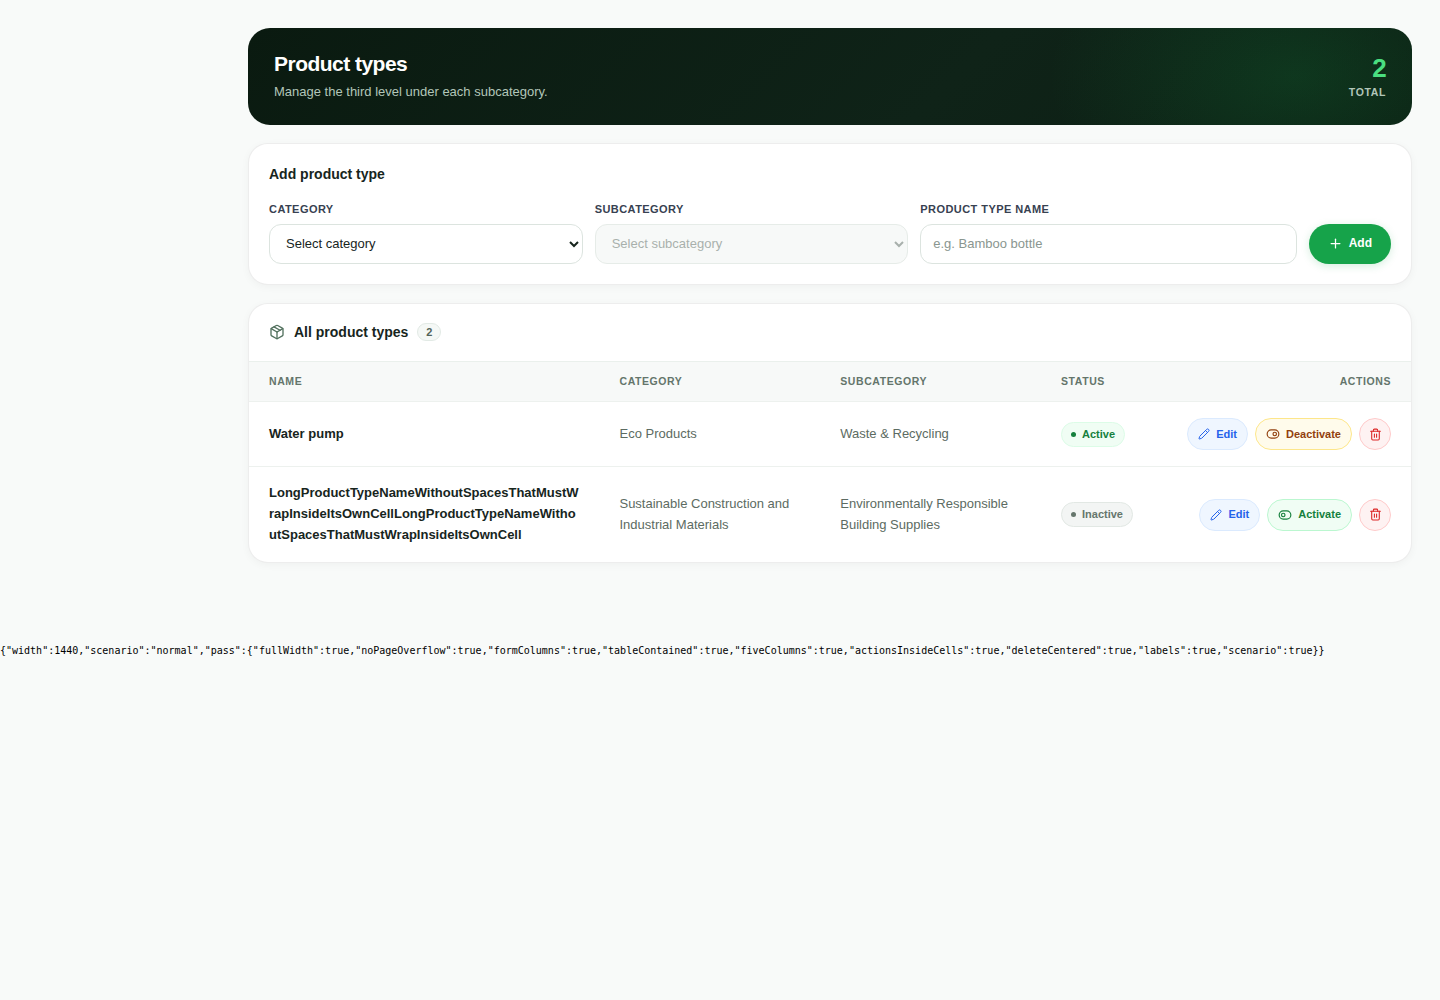 Product types
Manage the third level under each subcategory.
2
TOTAL
Add product type
CATEGORY
SUBCATEGORY
PRODUCT TYPE NAME
Select category
Select subcategory
e.g. Bamboo bottle
Add
All product types
2
NAME
CATEGORY
SUBCATEGORY
STATUS
ACTIONS
Water pump
Eco Products
Waste & Recycling
Active
Edit
Deactivate
LongProductTypeNameWithoutSpacesThatMustW
rapInsideItsOwnCellLongProductTypeNameWitho
utSpacesThatMustWrapInsideItsOwnCell
Sustainable Construction and
Industrial Materials
Environmentally Responsible
Building Supplies
Inactive
Edit
Activate
{"width":1440,"scenario":"normal","pass":{"fullWidth":true,"noPageOverflow":true,"formColumns":true,"tableContained":true,"fiveColumns":true,"actionsInsideCells":true,"deleteCentered":true,"labels":true,"scenario":true}}